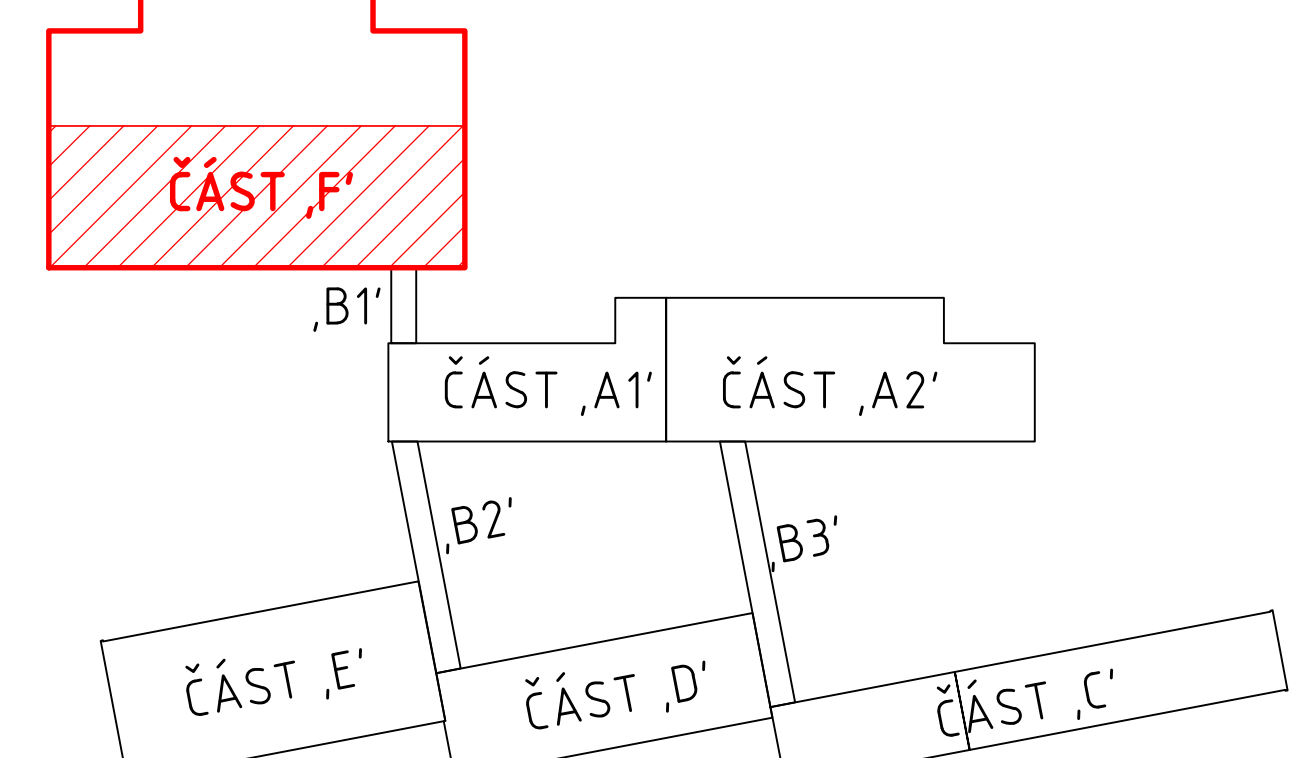 ČÁST ‚F'
‚B1'
ČÁST ‚A1'
ČÁST ‚A2'
‚B2'
‚B3'
ČÁST ‚E'
ČÁST ‚D'
ČÁST ‚C'